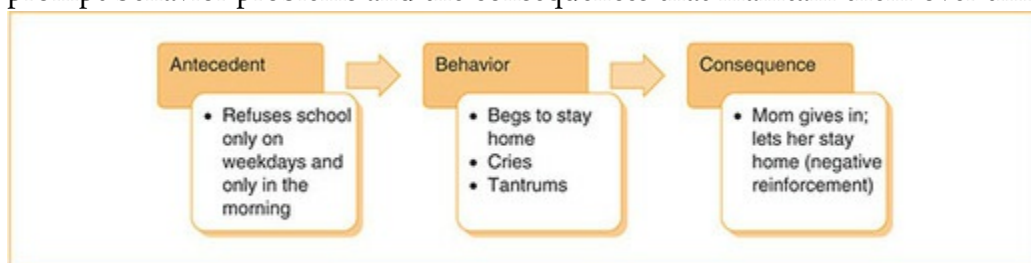 Antecedent
Behavior
Consequence
• Refuses school
only on
weekdays and
only in the
morning
• Begs to stay
home
• Cries
• Tantrums
• Mom gives in;
lets her stay
home (negative
reinforcement)